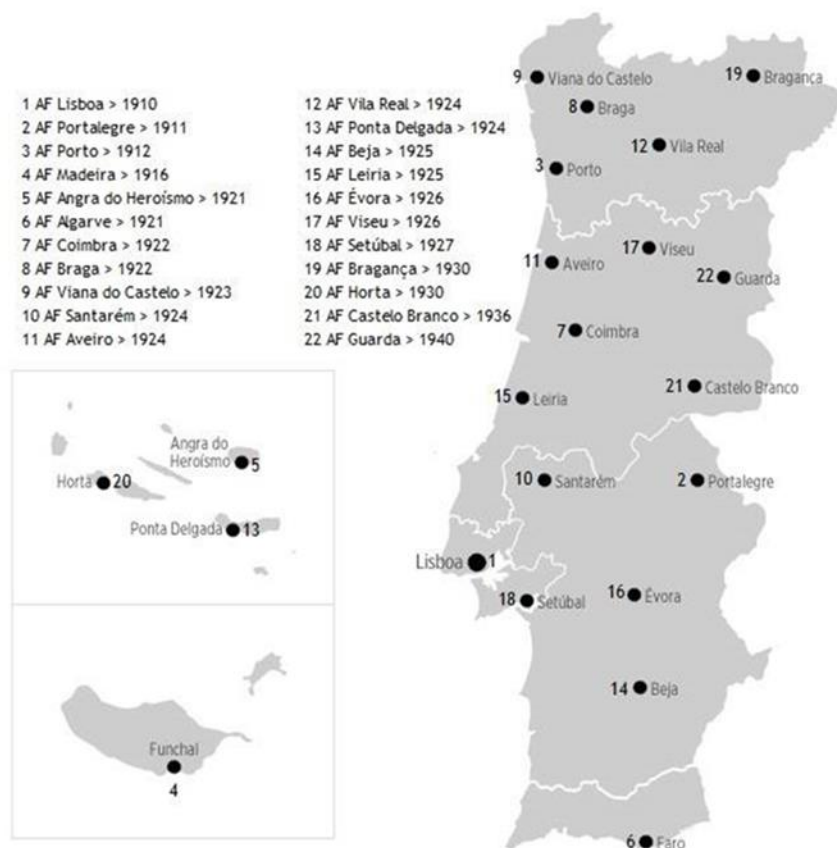 1 AF Lisboa > 1910
2 AF Portalegre > 1911
3 AF Porto > 1912
4 AF Madeira > 1916
5 AF Angra do Heroísmo > 1921
6 AF Algarve > 1921
7 AF Coimbra > 1922
8 AF Braga > 1922
9 AF Viana do Castelo > 1923
10 AF Santarém > 1924
11 AF Aveiro > 1924
12 AF Vila Real > 1924
13 AF Ponta Delgada > 1924
14 AF Beja > 1925
15 AF Leiria > 1925
16 AF Évora > 1926
17 AF Viseu > 1926
18 AF Setúbal > 1927
19 AF Bragança > 1930
20 AF Horta > 1930
21 AF Castelo Branco > 1936
22 AF Guarda > 1940
9 Viana do Castelo
19 Bragança
8 Braga
12 Vila Real
3 Porto
17 Viseu
11 Aveiro
22 Guarda
7 Coimbra
21 Castelo Branco
15 Leiria
10 Santarém
2 Portalegre
Lisboa 1
18 Setúbal
16 Évora
14 Beja
6 Faro
Angra do
Heroísmo 5
Horta 20
Ponta Delgada 13
Funchal
4